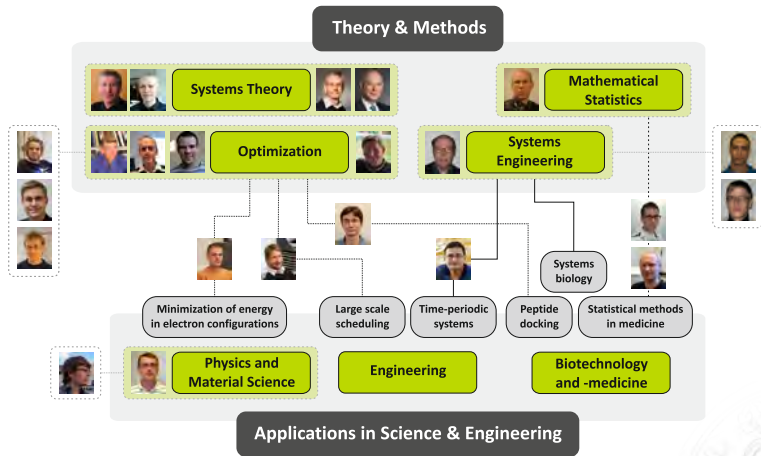 Theory & Methods
Systems Theory
Mathematical
Statistics
Optimization
Systems
Engineering
Systems
biology
Minimization of energy
in electron configurations
Large scale
scheduling
Time-periodic
systems
Peptide
docking
Statistical methods
in medicine
Physics and
Material Science
Engineering
Biotechnology
and -medicine
Applications in Science & Engineering